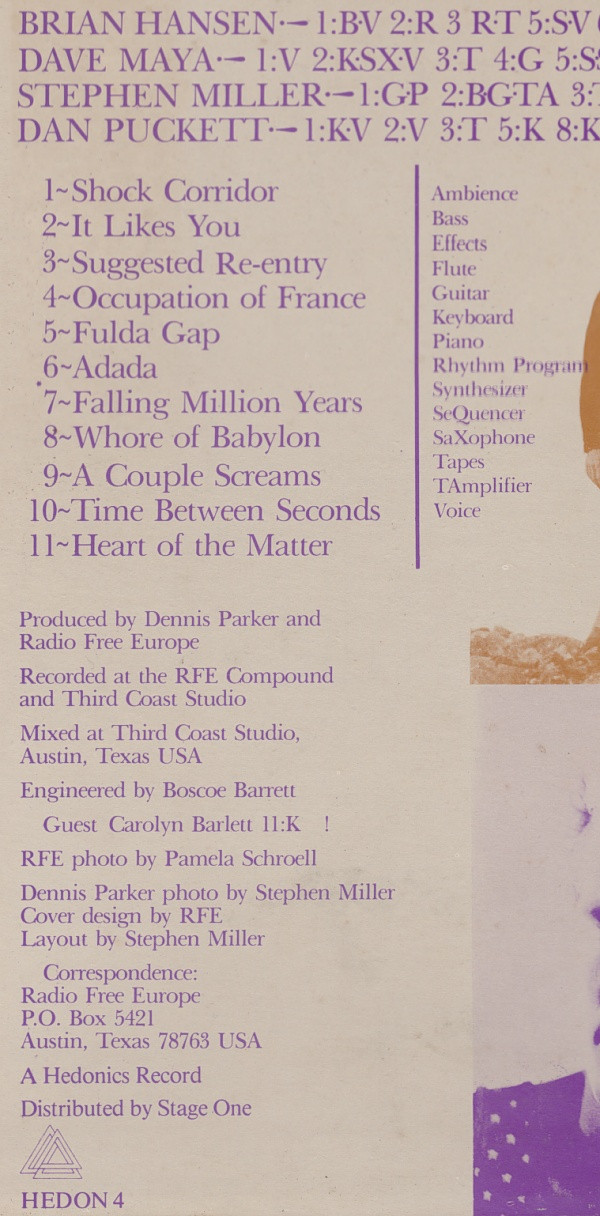 BRIAN HANSEN·— 1:B·V 2:R 3 R·T 5:S·V
DAVE MAYA·— 1:V 2:K·SX·V 3:T 4:G 5:S
STEPHEN MILLER·— 1:G·P 2:B·G·TA 3:
DAN PUCKETT·— 1:K·V 2:V 3:T 5:K 8:K
1~Shock Corridor
2~It Likes You
3~Suggested Re-entry
4~Occupation of France
5~Fulda Gap
6~Adada
7~Falling Million Years
8~Whore of Babylon
9~A Couple Screams
10~Time Between Seconds
11~Heart of the Matter
Ambience
Bass
Effects
Flute
Guitar
Keyboard
Piano
Rhythm Program
Synthesizer
SeQuencer
SaXophone
Tapes
TAmplifier
Voice
Produced by Dennis Parker and
Radio Free Europe
Recorded at the RFE Compound
and Third Coast Studio
Mixed at Third Coast Studio,
Austin, Texas USA
Engineered by Boscoe Barrett
Guest Carolyn Barlett 11:K !
RFE photo by Pamela Schroell
Dennis Parker photo by Stephen Miller
Cover design by RFE
Layout by Stephen Miller
Correspondence:
Radio Free Europe
P.O. Box 5421
Austin, Texas 78763 USA
A Hedonics Record
Distributed by Stage One
HEDON 4